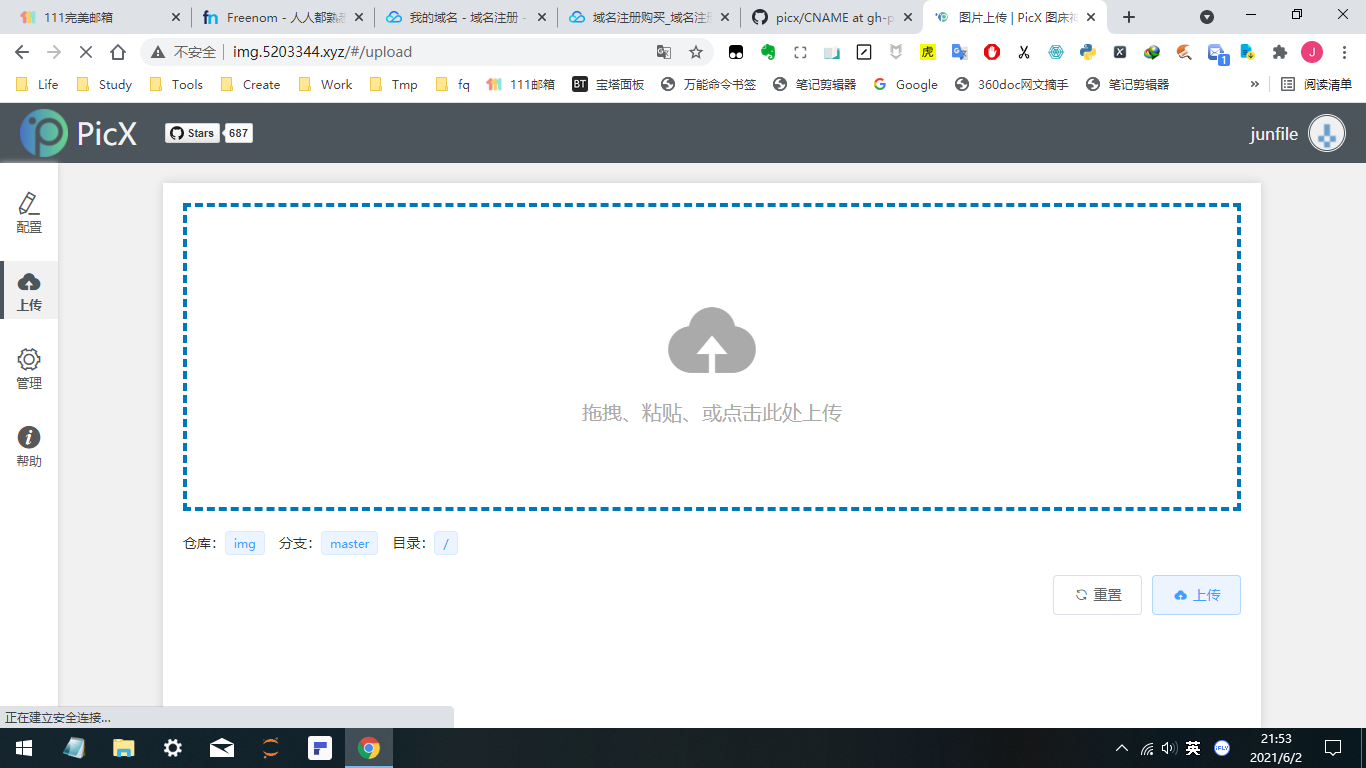 111完美邮箱
Freenom - 人人都熟悉
我的域名 - 域名注册 -
域名注册购买_域名注册
picx/CNAME at gh-p
图片上传 | PicX 图床神
不安全 | img.5203344.xyz/#/upload
Life Study Tools Create Work Tmp fq 111邮箱 BT 宝塔面板 万能命令书签 笔记剪辑器 Google 360doc网文摘手 笔记剪辑器 » 阅读清单
PicX Stars 687 junfile
配置
上传
管理
帮助
拖拽、粘贴、或点击此处上传
仓库: img 分支: master 目录: /
重置 上传
正在建立安全连接...
英
21:53
2021/6/2